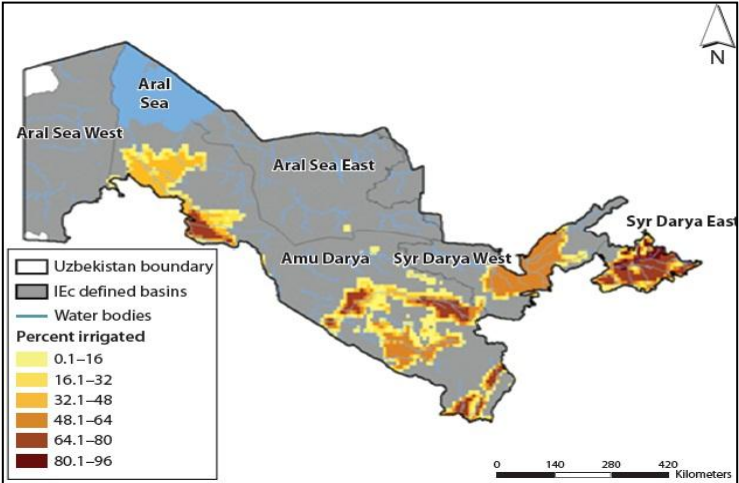 N
Aral
Sea
Aral Sea West
Aral Sea East
Syr Darya East
Amu Darya
Syr Darya West
Uzbekistan boundary
IEc defined basins
Water bodies
Percent irrigated
0.1–16
16.1–32
32.1–48
48.1–64
64.1–80
80.1–96
0 140 280 420
Kilometers